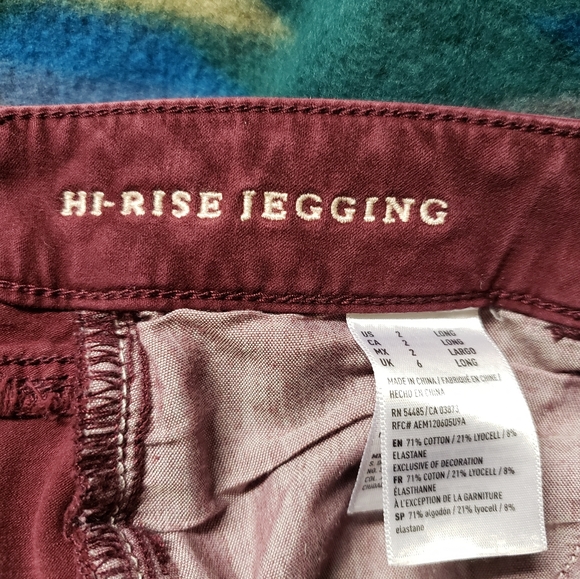 HI-RISE JEGGING
US 2 LONG
CA 2 LONG
MX 2 LARGO
UK 6 LONG
MADE IN CHINA / FABRIQUÉ EN CHINE /
HECHO EN CHINA
RN 54485/CA 03873
RFC# AEM120605U9A
EN 71% COTTON / 21% LYOCELL / 8%
ELASTANE
EXCLUSIVE OF DECORATION
FR 71% COTON / 21% LYOCELL / 8%
ÉLASTHANNE
À L'EXCEPTION DE LA GARNITURE
SP 71% algodón / 21% lyocell / 8%
elastano